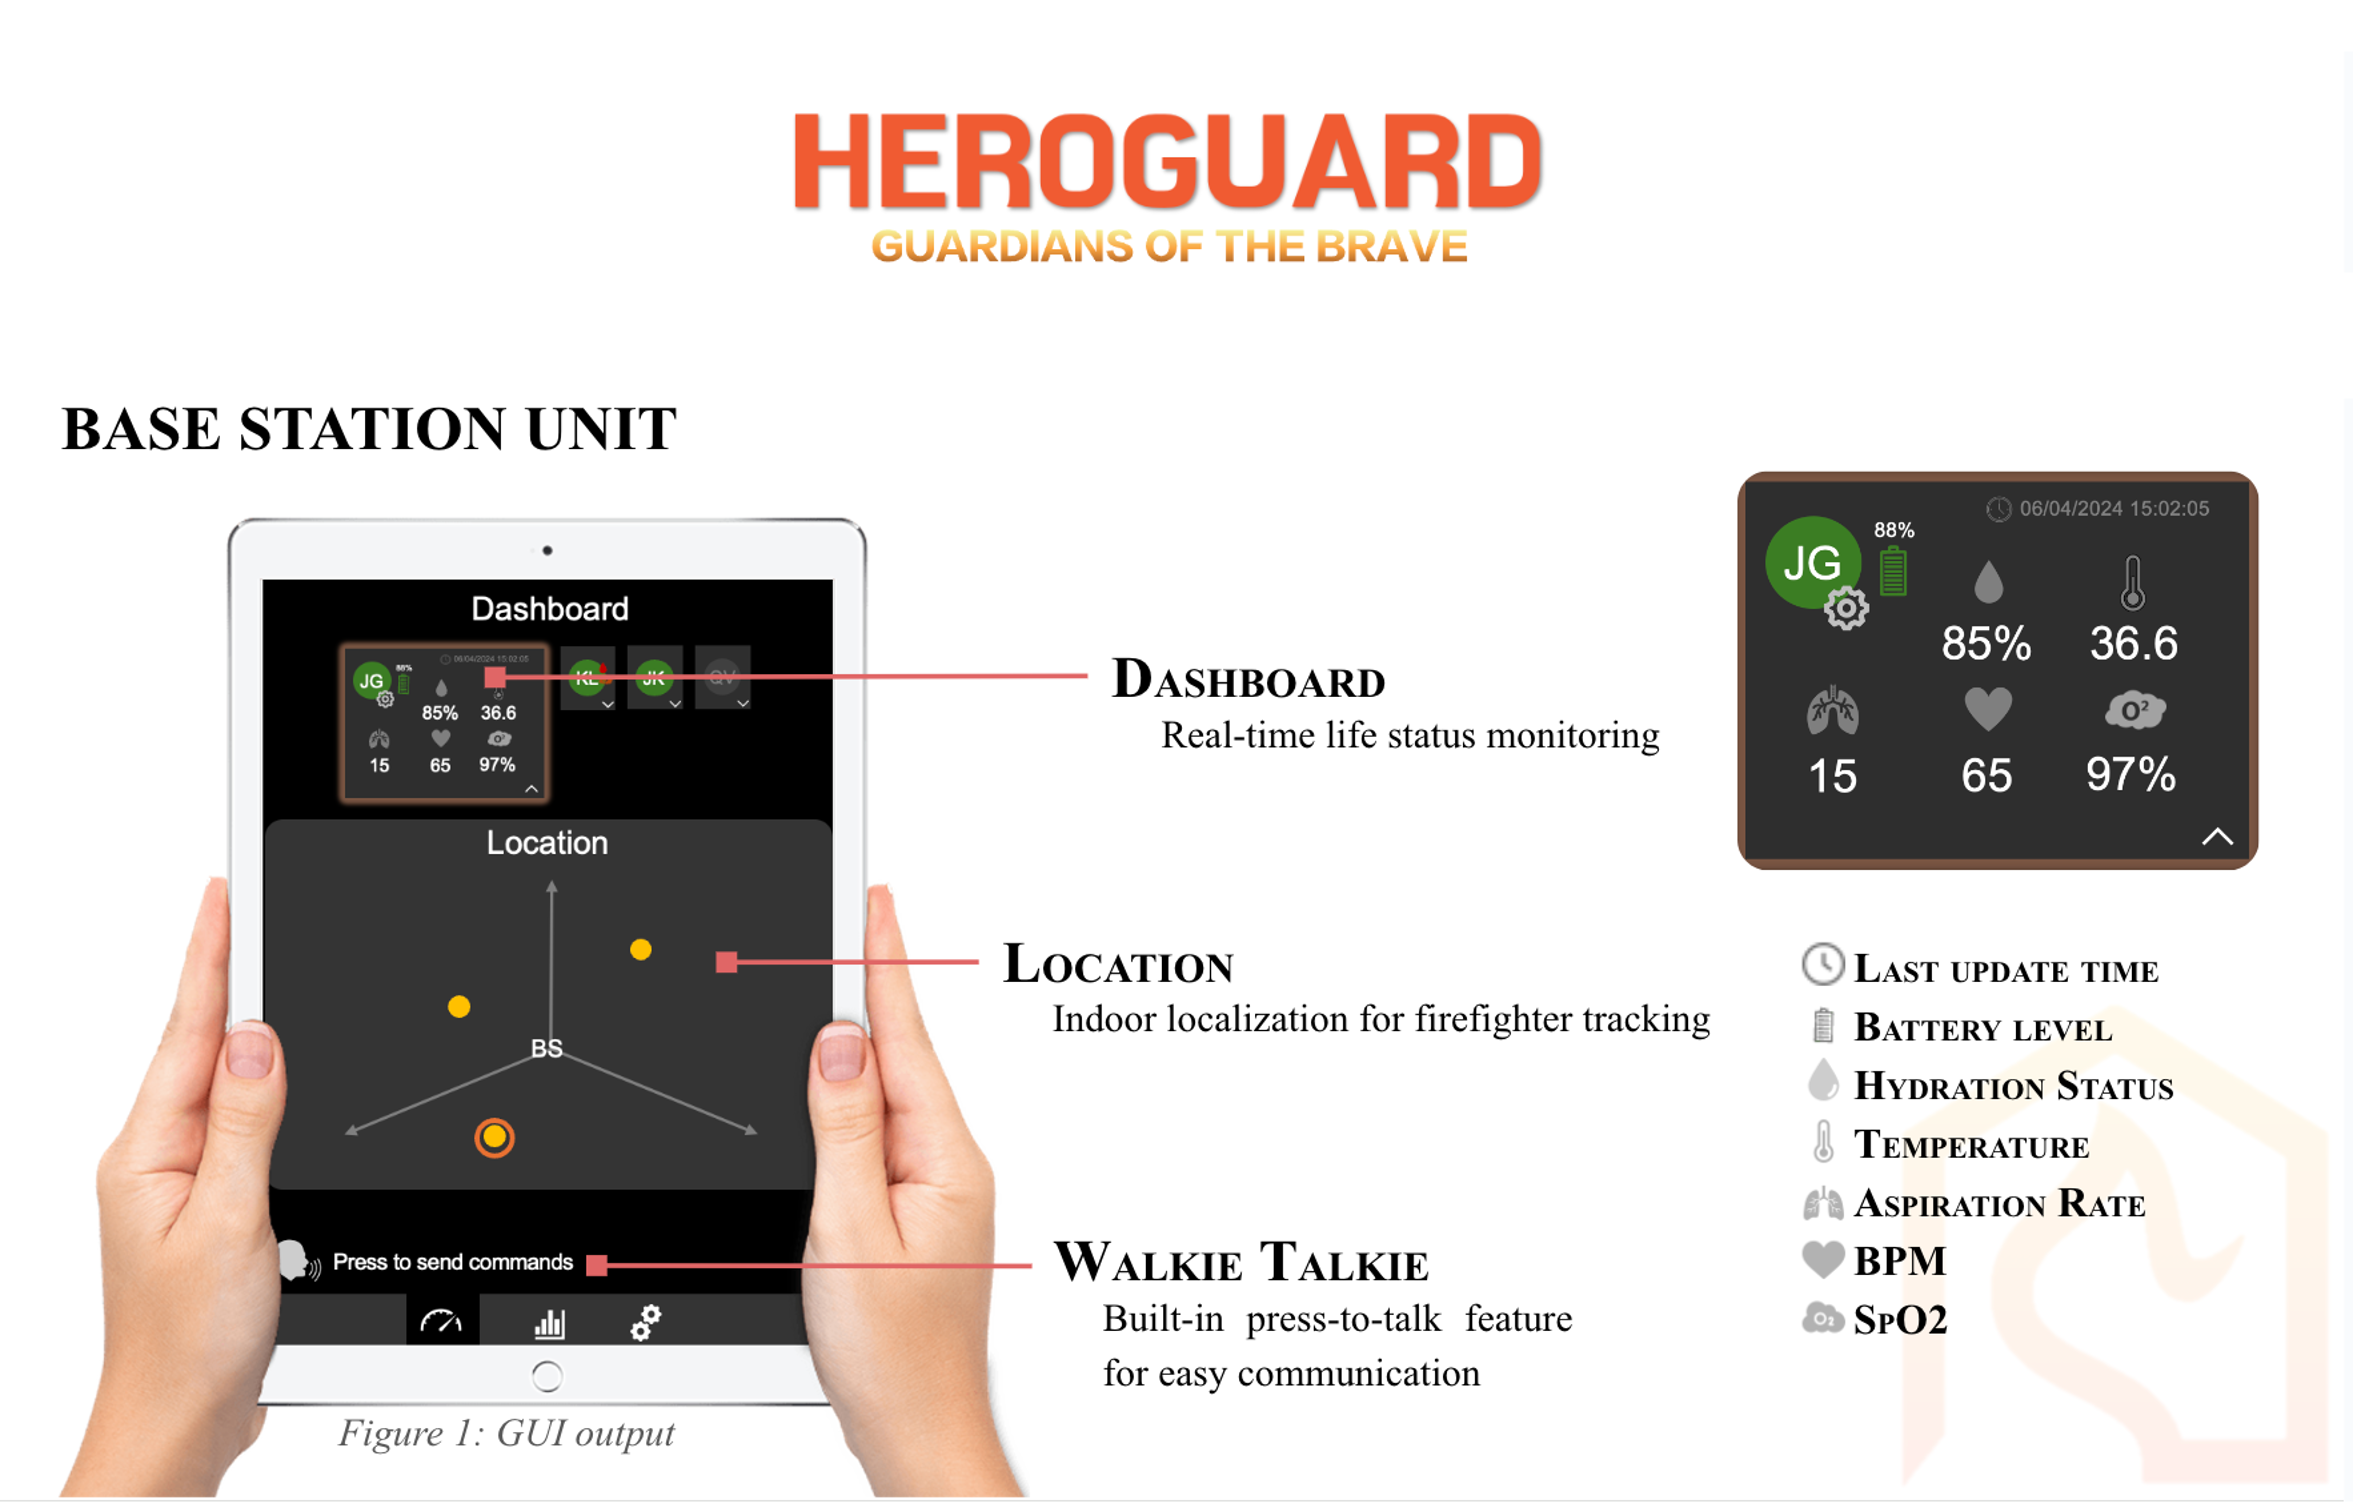 HEROGUARD
GUARDIANS OF THE BRAVE
BASE STATION UNIT
Dashboard
06/04/2024 15:02:05
JG
88%
85%
36.6
15
65
97%
KL
JK
QV
Location
BS
Press to send commands
Figure 1: GUI output
DASHBOARD
Real-time life status monitoring
LOCATION
Indoor localization for firefighter tracking
WALKIE TALKIE
Built-in press-to-talk feature
for easy communication
06/04/2024 15:02:05
JG
88%
85%
36.6
O²
15
65
97%
LAST UPDATE TIME
BATTERY LEVEL
HYDRATION STATUS
TEMPERATURE
ASPIRATION RATE
BPM
O₂ SPO2